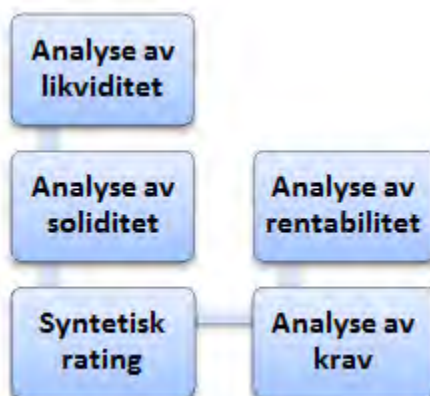 Analyse av
likviditet
Analyse av
soliditet
Analyse av
rentabilitet
Syntetisk
rating
Analyse av
krav